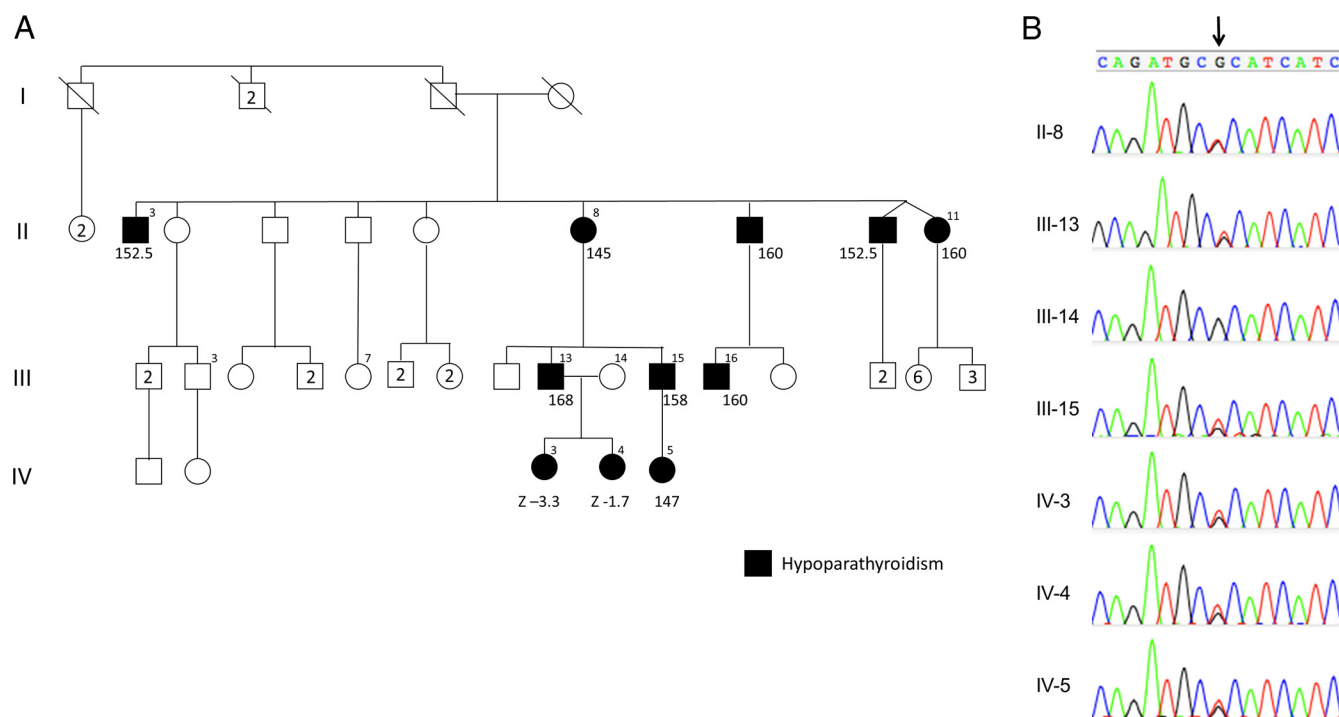 A
B
C A G A T G C G C A T C A T C
I
2
II
2
3
8
11
152.5
145
160
152.5
160
III
2
3
2
7
2
2
13
14
15
16
2
6
3
168
158
160
IV
3
4
5
Z –3.3
Z -1.7
147
Hypoparathyroidism
II-8
III-13
III-14
III-15
IV-3
IV-4
IV-5